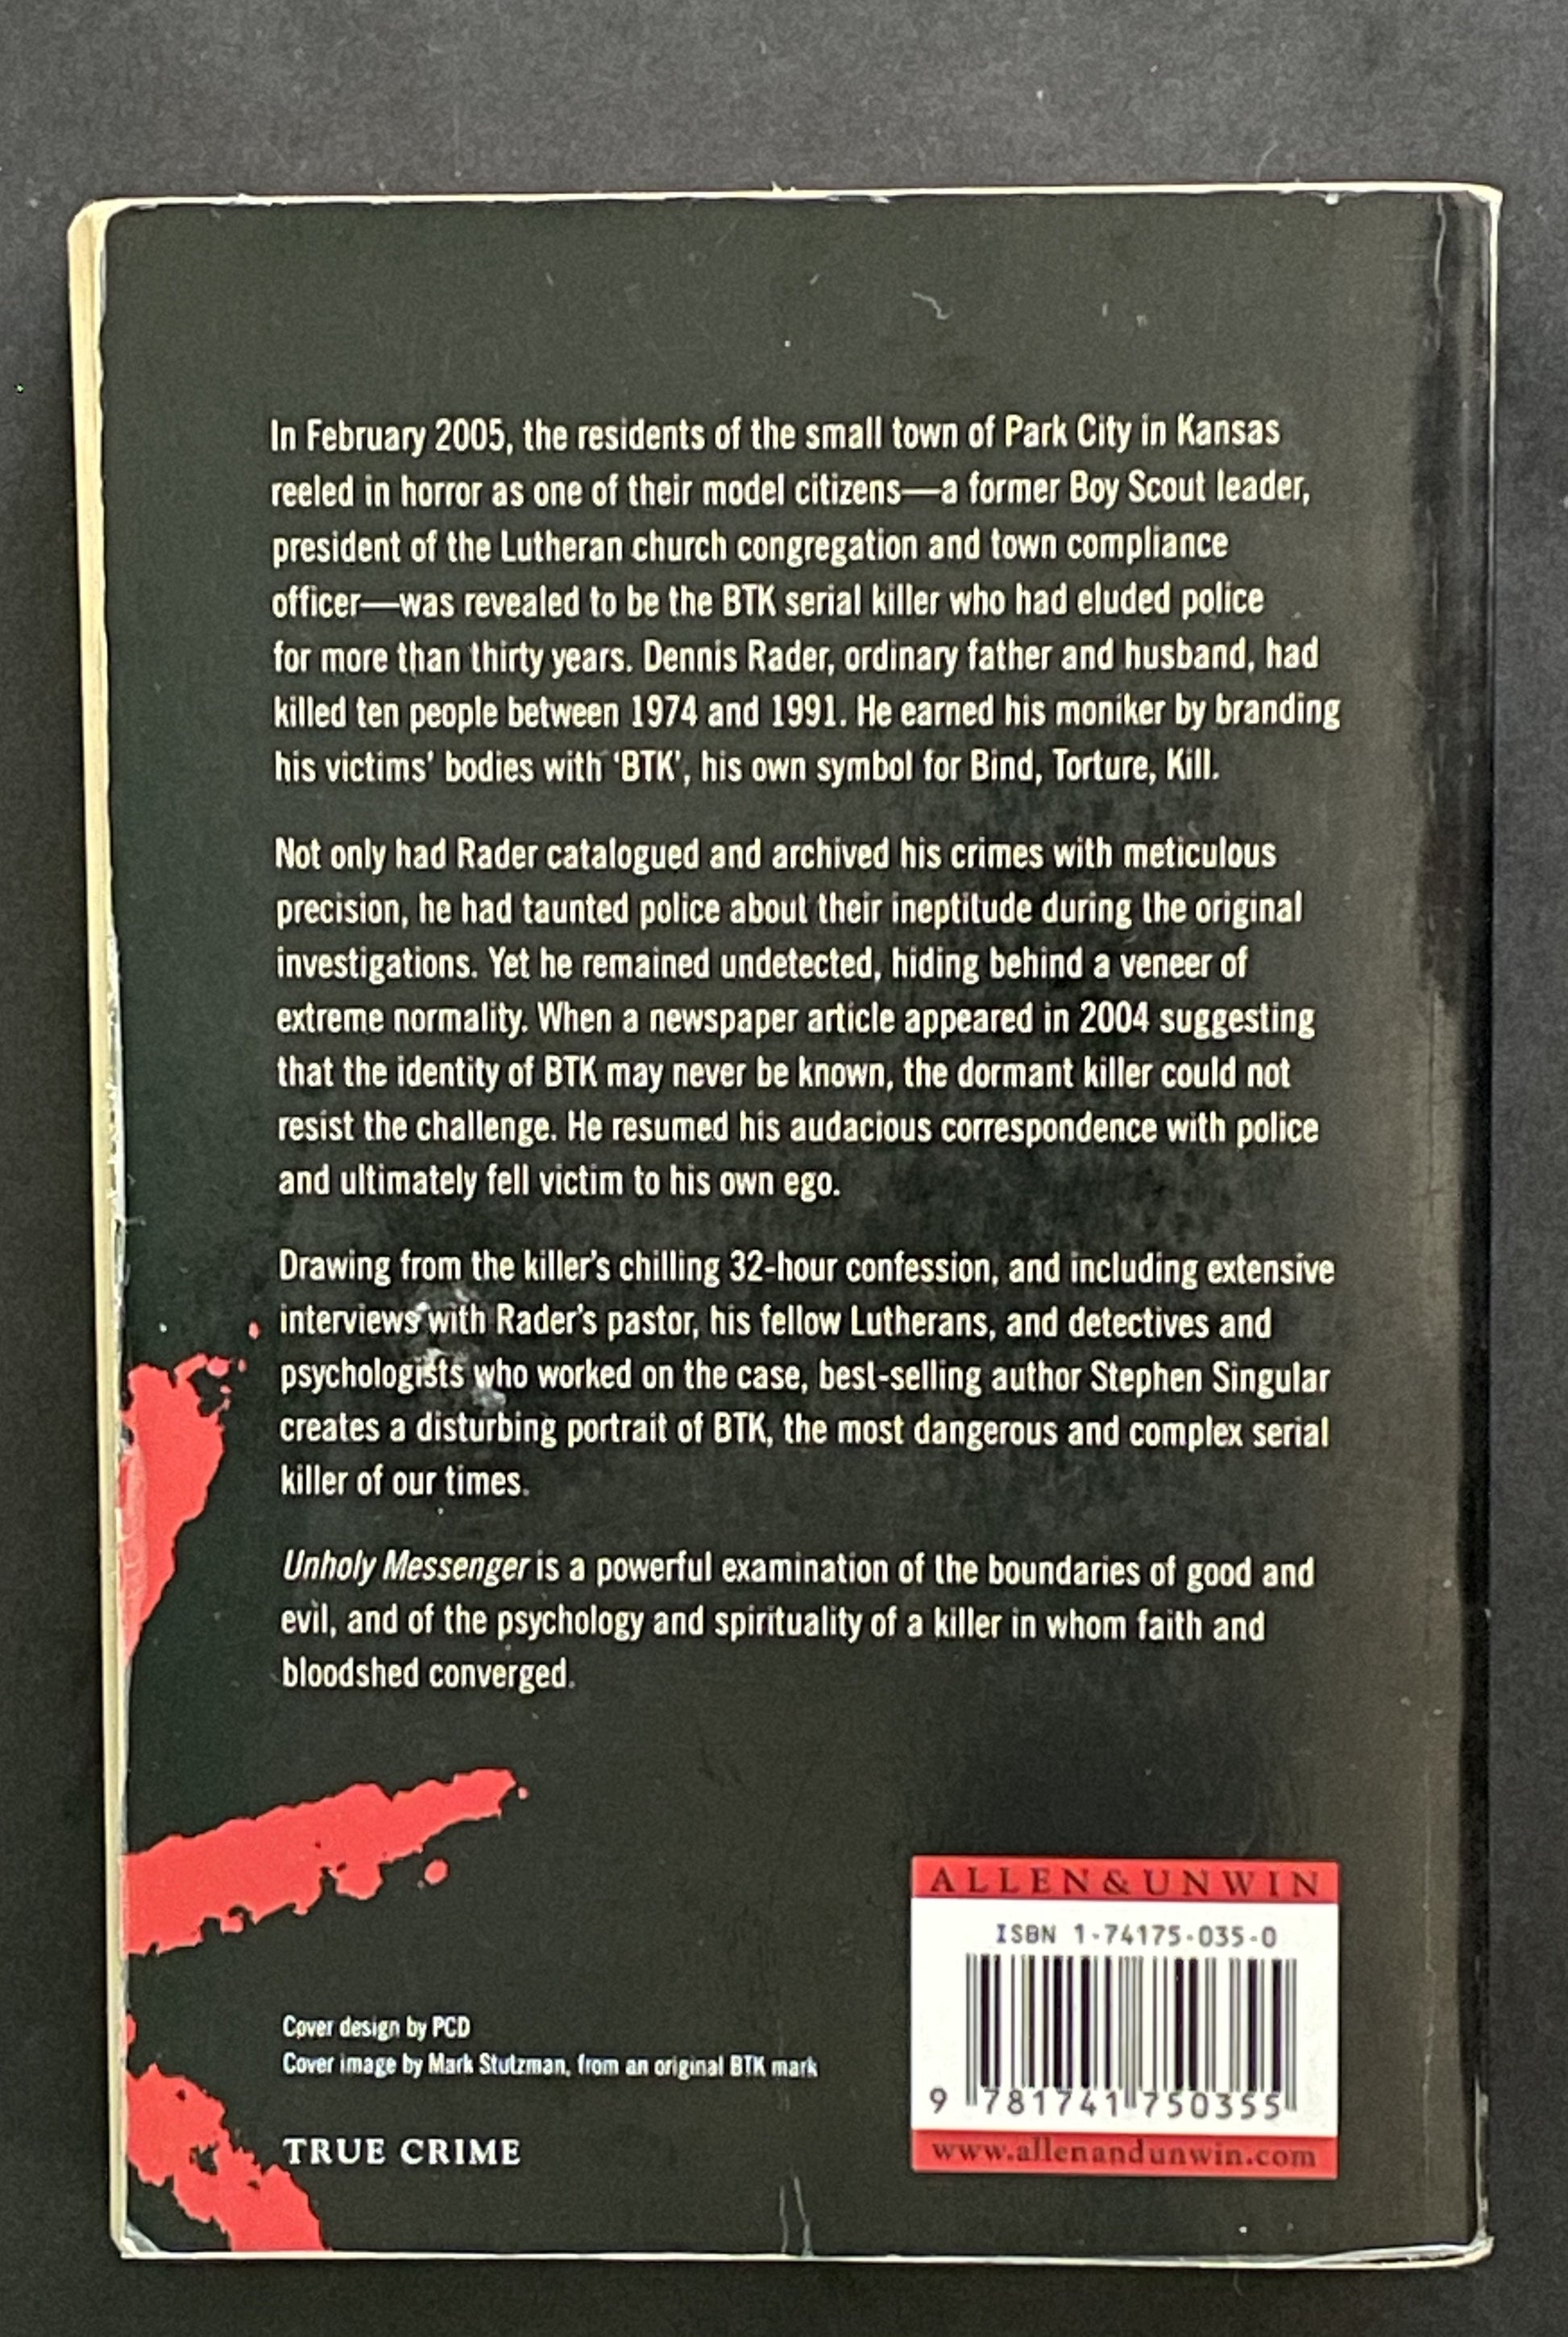 In February 2005, the residents of the small town of Park City in Kansas
reeled in horror as one of their model citizens—a former Boy Scout leader,
president of the Lutheran church congregation and town compliance
officer—was revealed to be the BTK serial killer who had eluded police
for more than thirty years. Dennis Rader, ordinary father and husband, had
killed ten people between 1974 and 1991. He earned his moniker by branding
his victims' bodies with 'BTK', his own symbol for Bind, Torture, Kill.
Not only had Rader catalogued and archived his crimes with meticulous
precision, he had taunted police about their ineptitude during the original
investigations. Yet he remained undetected, hiding behind a veneer of
extreme normality. When a newspaper article appeared in 2004 suggesting
that the identity of BTK may never be known, the dormant killer could not
resist the challenge. He resumed his audacious correspondence with police
and ultimately fell victim to his own ego.
Drawing from the killer's chilling 32-hour confession, and including extensive
interviews with Rader's pastor, his fellow Lutherans, and detectives and
psychologists who worked on the case, best-selling author Stephen Singular
creates a disturbing portrait of BTK, the most dangerous and complex serial
killer of our times.
Unholy Messenger is a powerful examination of the boundaries of good and
evil, and of the psychology and spirituality of a killer in whom faith and
bloodshed converged.
ALLEN&UNWIN
ISBN 1-74175-035-0
9 781741 750355
www.allenandunwin.com
Cover design by PCD
Cover image by Mark Stutzman, from an original BTK mark
TRUE CRIME